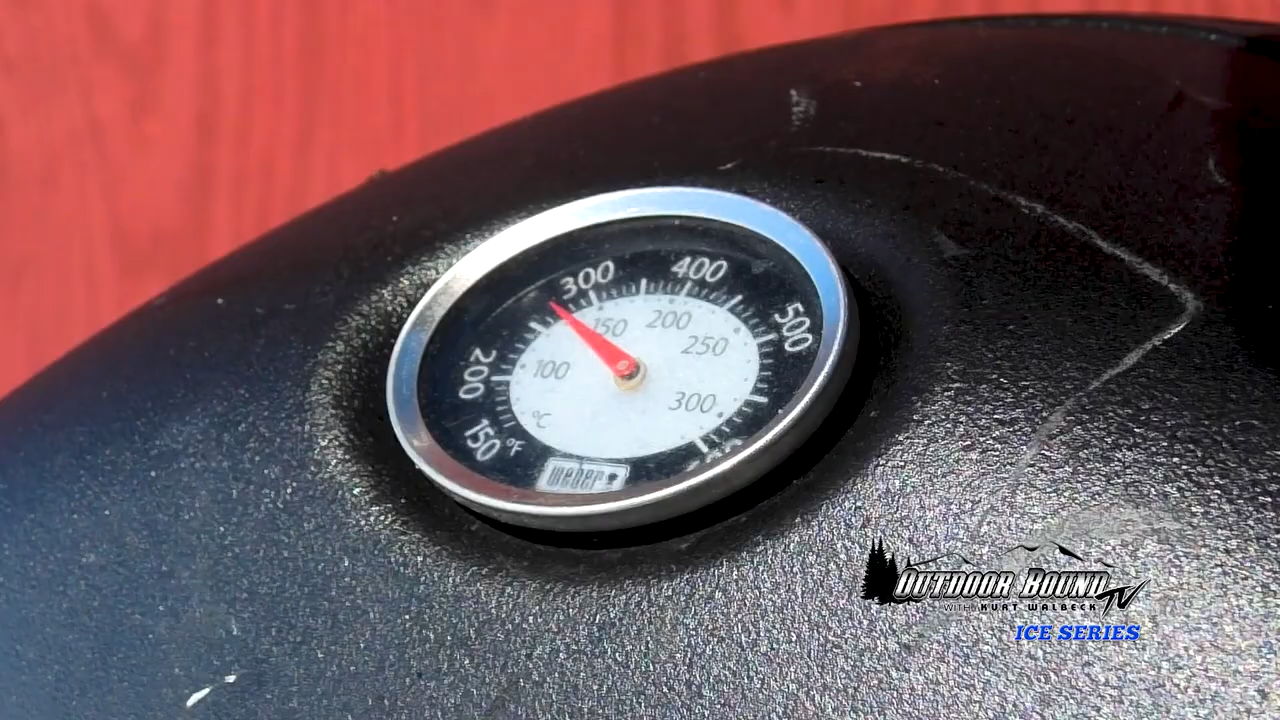 300
400
500
200
150
°F
150
200
250
100
300
°C
weber
OUTDOOR BOUND TV
WITH KURT WALBECK
ICE SERIES